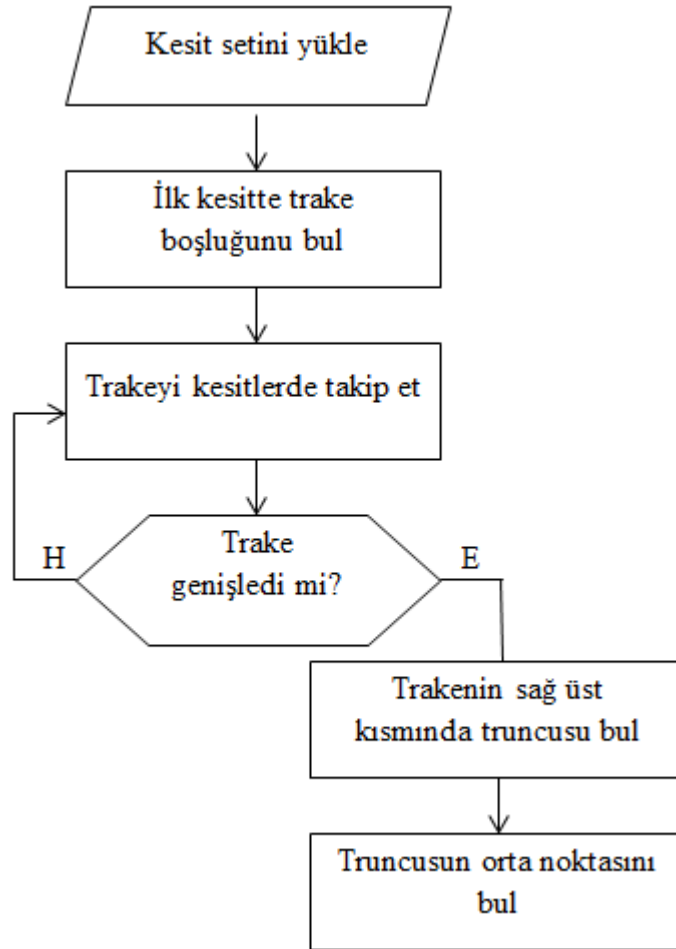 Kesit setini yükle
İlk kesitte trake
boşluğunu bul
Trakeyi kesitlerde takip et
Trake
genişledi mi?
H
E
Trakenin sağ üst
kısmında truncusu bul
Truncusun orta noktasını
bul